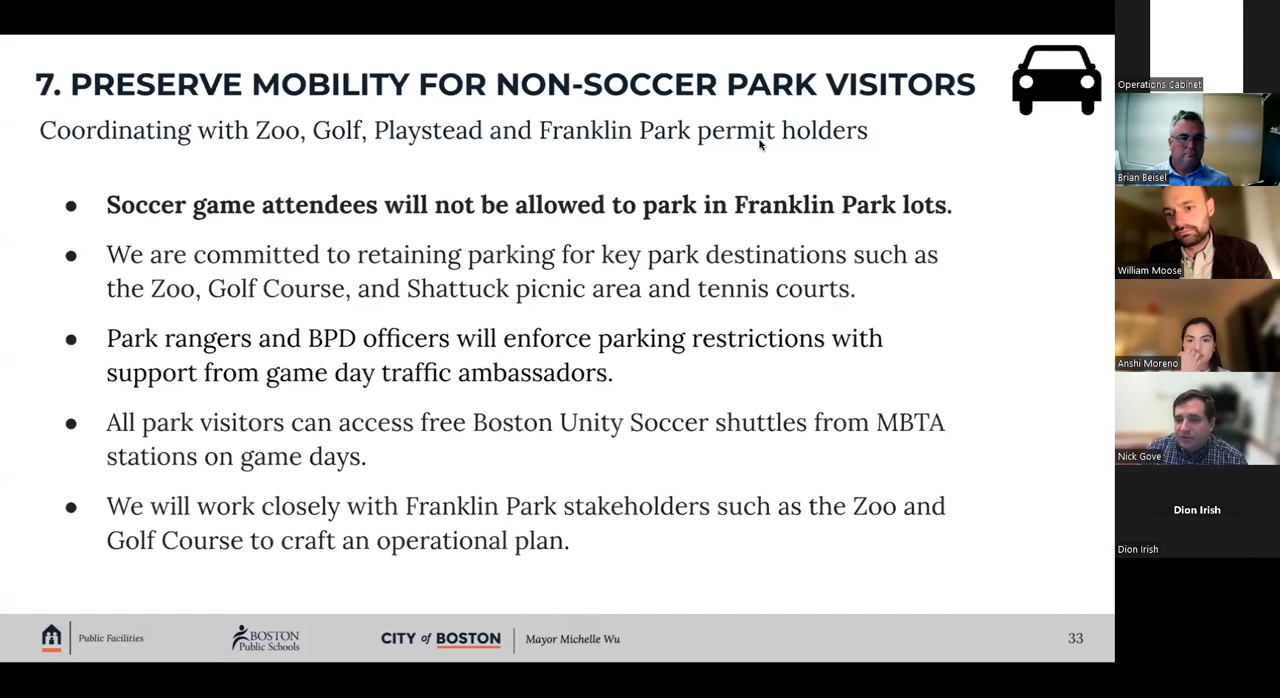 7. PRESERVE MOBILITY FOR NON-SOCCER PARK VISITORS
Coordinating with Zoo, Golf, Playstead and Franklin Park permit holders
● Soccer game attendees will not be allowed to park in Franklin Park lots.
● We are committed to retaining parking for key park destinations such as
the Zoo, Golf Course, and Shattuck picnic area and tennis courts.
● Park rangers and BPD officers will enforce parking restrictions with
support from game day traffic ambassadors.
● All park visitors can access free Boston Unity Soccer shuttles from MBTA
stations on game days.
● We will work closely with Franklin Park stakeholders such as the Zoo and
Golf Course to craft an operational plan.
Public Facilities
BOSTON
Public Schools
CITY of BOSTON
Mayor Michelle Wu
33
Operations Cabinet
Brian Beisel
William Moose
Anshi Moreno
Nick Gove
Dion Irish
Dion Irish